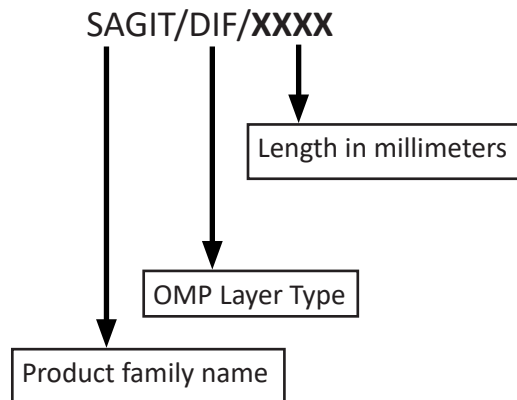 SAGIT/DIF/XXXX
Length in millimeters
OMP Layer Type
Product family name